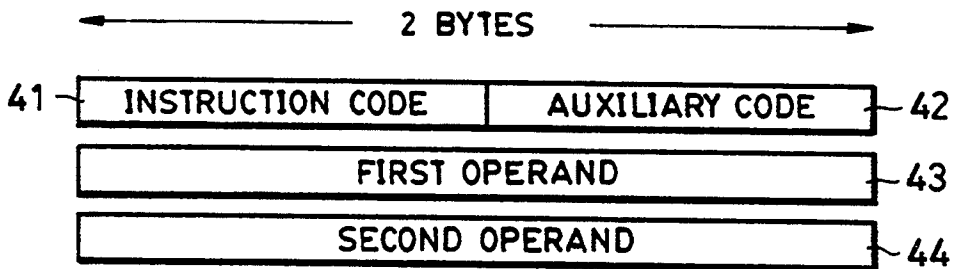 2 BYTES
41 INSTRUCTION CODE AUXILIARY CODE 42
FIRST OPERAND 43
SECOND OPERAND 44